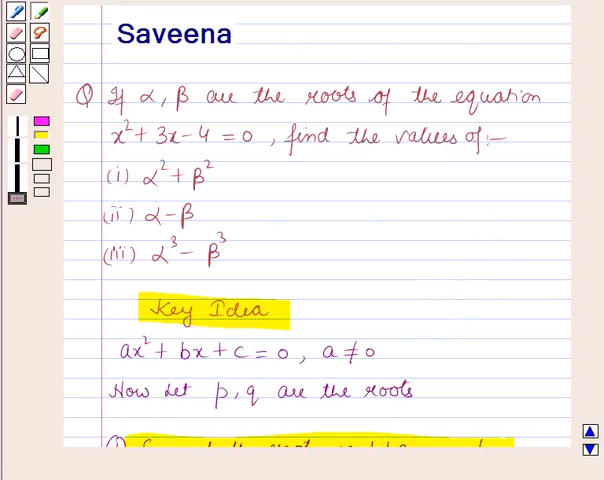 Saveena
Q If α, β are the roots of the equation
x² + 3x - 4 = 0, find the values of:-
(i) α² + β²
(ii) α - β
(iii) α³ - β³
Key Idea
ax² + bx + c = 0, a ≠ 0
Now let p, q are the roots